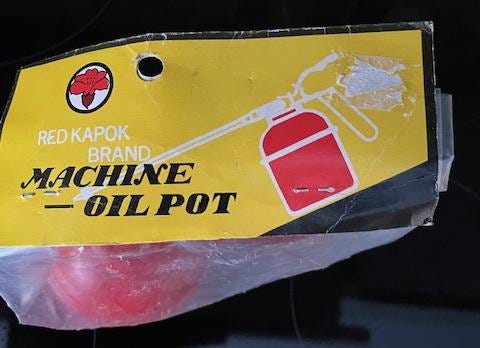 RED KAPOK
BRAND
MACHINE
— OIL POT